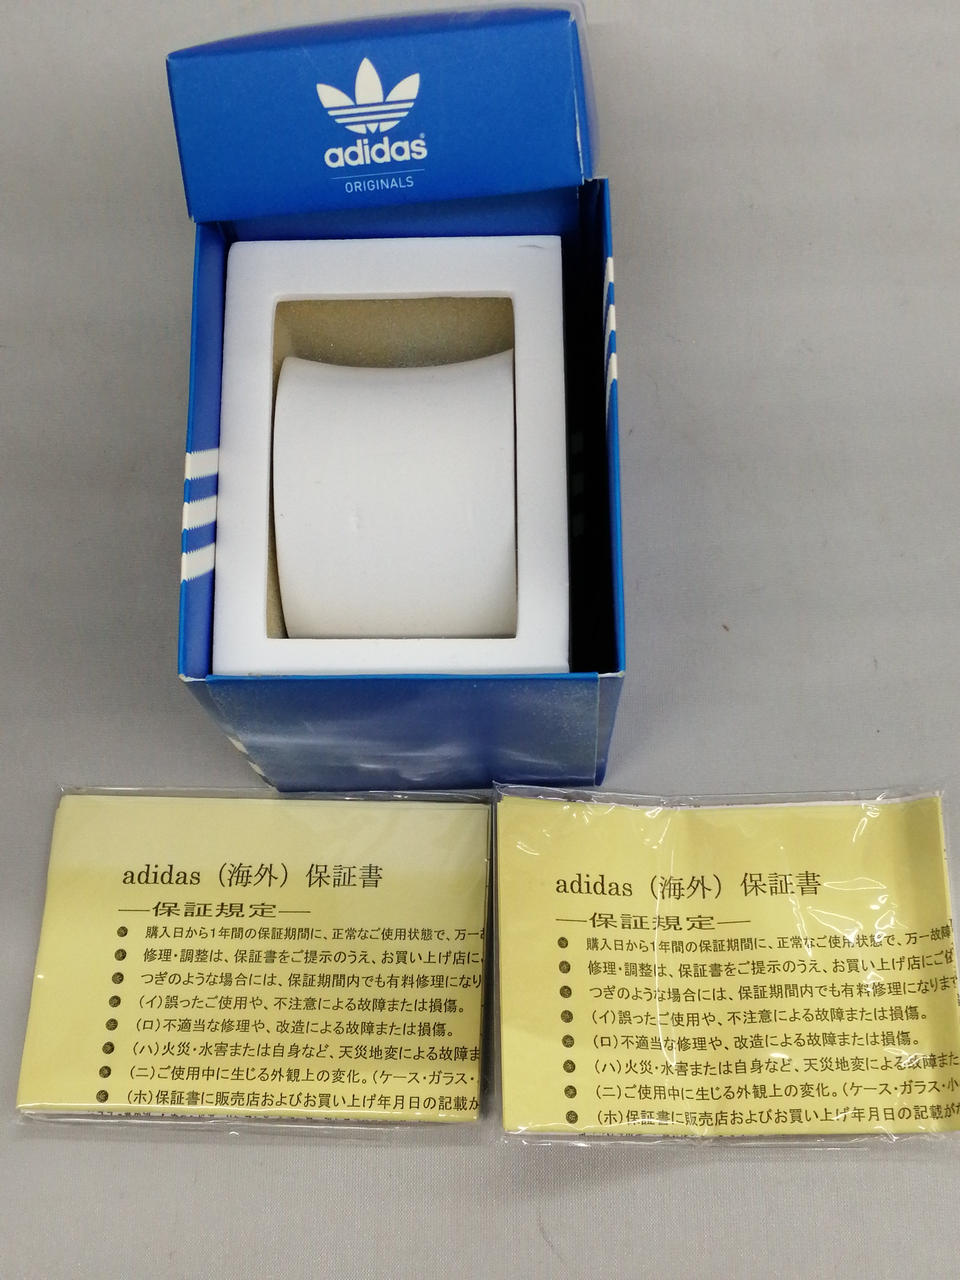 adidas
ORIGINALS
adidas (海外) 保証書
—保証規定—
● 購入日から1年間の保証期間に、正常なご使用状態で、万一故
● 修理・調整は、保証書をご提示のうえ、お買い上げ店に
● つぎのような場合には、保証期間内でも有料修理になり
● (イ)誤ったご使用や、不注意による故障または損傷。
● (ロ)不適当な修理や、改造による故障または損傷。
● (ハ)火災・水害または自身など、天災地変による故障ま
● (ニ)ご使用中に生じる外観上の変化。(ケース・ガラス・
● (ホ)保証書に販売店およびお買い上げ年月日の記載が
adidas (海外) 保証書
—保証規定—
● 購入日から1年間の保証期間に、正常なご使用状態で、万一故障
● 修理・調整は、保証書をご提示のうえ、お買い上げ店にご
● つぎのような場合には、保証期間内でも有料修理になりま
● (イ)誤ったご使用や、不注意による故障または損傷。
● (ロ)不適当な修理や、改造による故障または損傷。
● (ハ)火災・水害または自身など、天災地変による故障また
● (ニ)ご使用中に生じる外観上の変化。(ケース・ガラス・小
● (ホ)保証書に販売店およびお買い上げ年月日の記載が